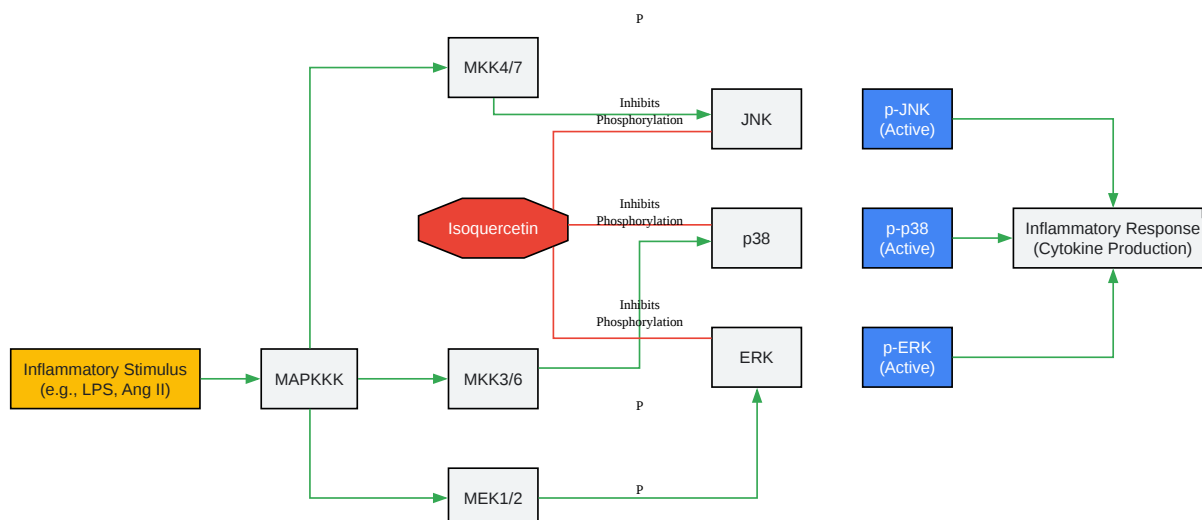 P
MKK4/7
Inhibits
Phosphorylation
JNK
p-JNK
(Active)
Isoquercetin
Inhibits
Phosphorylation
p38
p-p38
(Active)
Inflammatory Response
(Cytokine Production)
Inhibits
Phosphorylation
ERK
p-ERK
(Active)
Inflammatory Stimulus
(e.g., LPS, Ang II)
MAPKKK
MKK3/6
P
MEK1/2
P